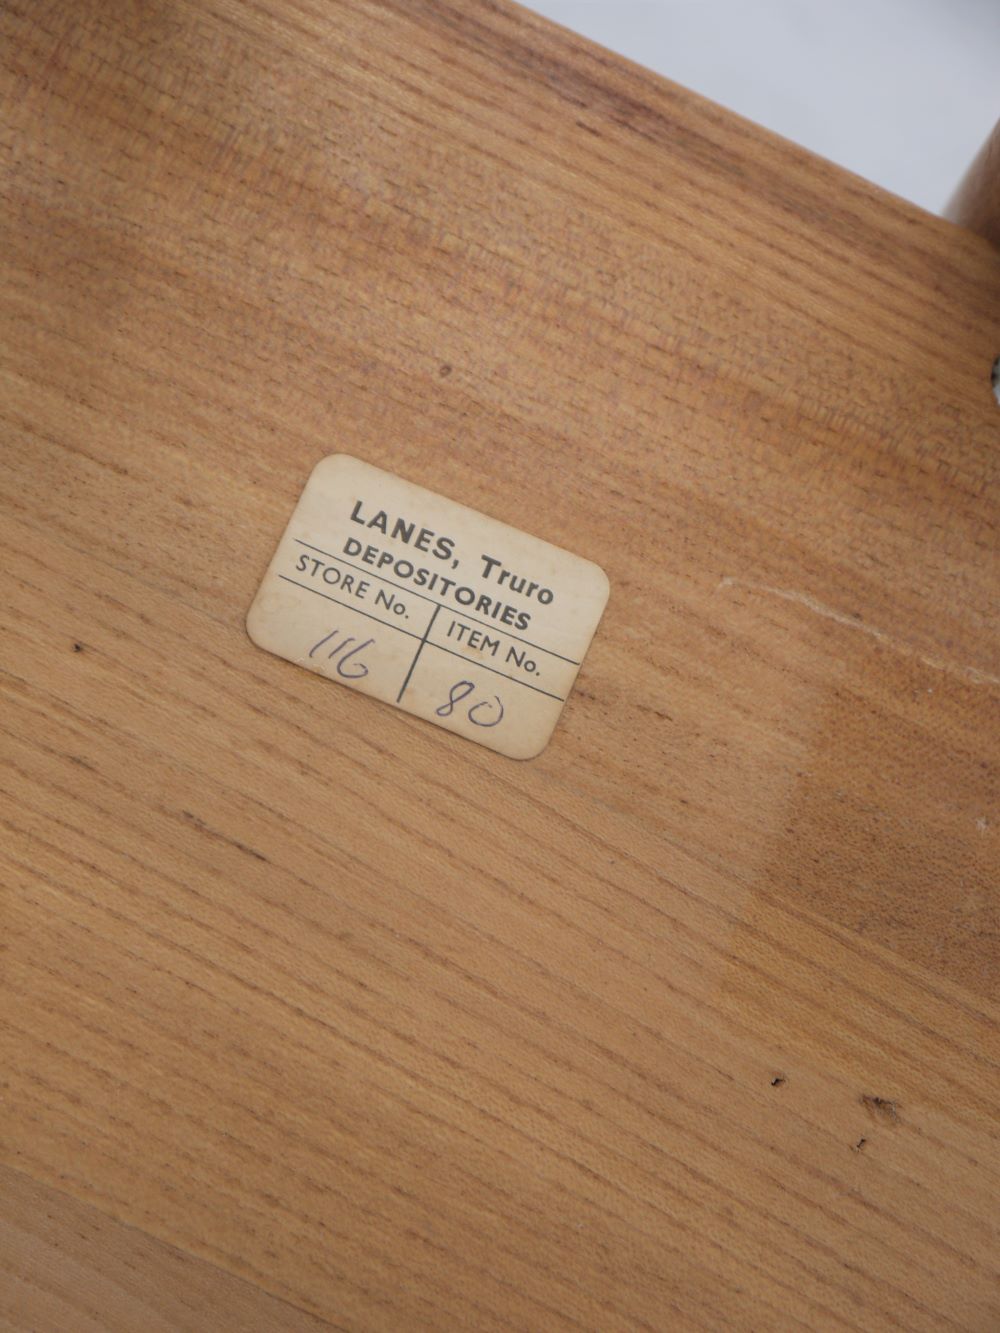 LANES, Truro
DEPOSITORIES
STORE No. ITEM No.
116 80